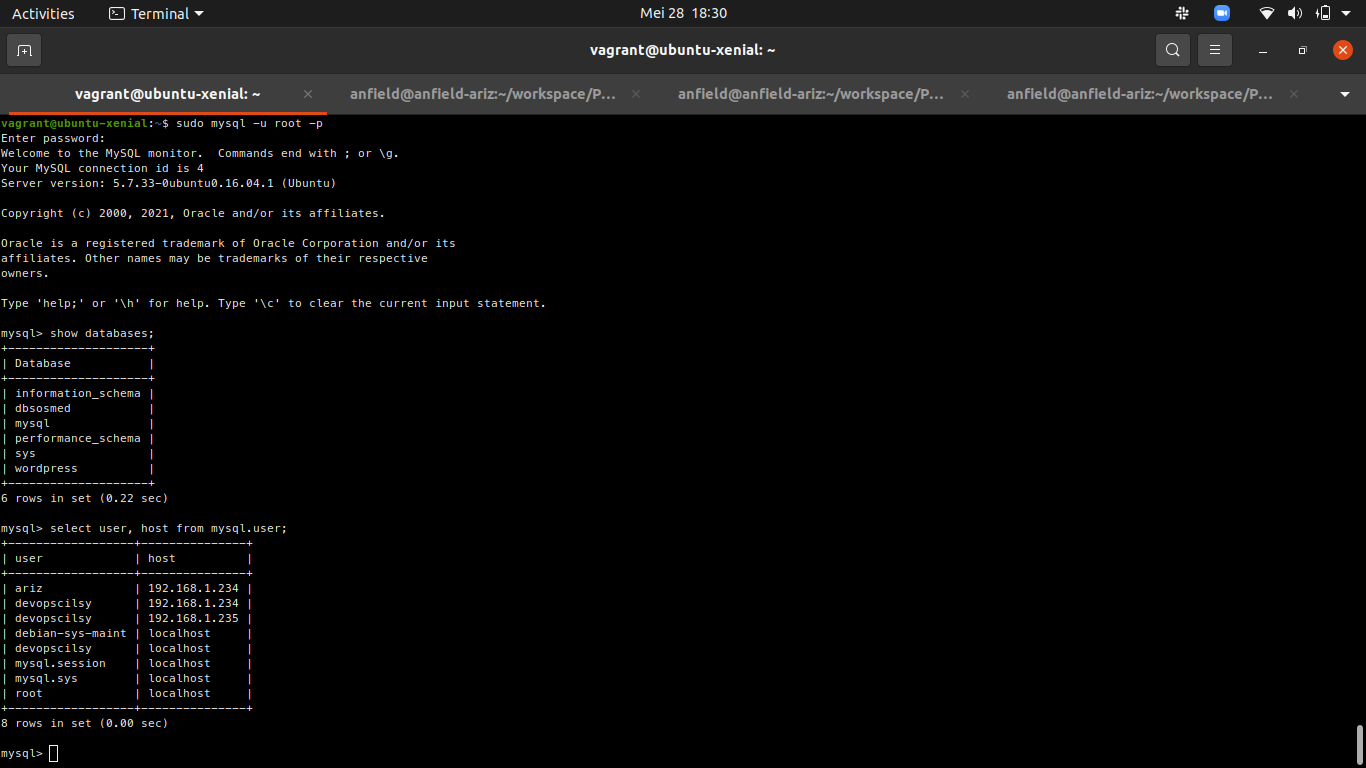 Activities Terminal Mei 28 18:30
vagrant@ubuntu-xenial: ~
vagrant@ubuntu-xenial: ~ anfield@anfield-ariz:~/workspace/P... anfield@anfield-ariz:~/workspace/P... anfield@anfield-ariz:~/workspace/P...
vagrant@ubuntu-xenial:~$ sudo mysql -u root -p
Enter password:
Welcome to the MySQL monitor.  Commands end with ; or \g.
Your MySQL connection id is 4
Server version: 5.7.33-0ubuntu0.16.04.1 (Ubuntu)

Copyright (c) 2000, 2021, Oracle and/or its affiliates.

Oracle is a registered trademark of Oracle Corporation and/or its
affiliates. Other names may be trademarks of their respective
owners.

Type 'help;' or '\h' for help. Type '\c' to clear the current input statement.

mysql> show databases;
+--------------------+
| Database           |
+--------------------+
| information_schema |
| dbsosmed           |
| mysql              |
| performance_schema |
| sys                |
| wordpress          |
+--------------------+
6 rows in set (0.22 sec)

mysql> select user, host from mysql.user;
+------------------+---------------+
| user             | host          |
+------------------+---------------+
| ariz             | 192.168.1.234 |
| devopscilsy      | 192.168.1.234 |
| devopscilsy      | 192.168.1.235 |
| debian-sys-maint | localhost     |
| devopscilsy      | localhost     |
| mysql.session    | localhost     |
| mysql.sys        | localhost     |
| root             | localhost     |
+------------------+---------------+
8 rows in set (0.00 sec)

mysql>